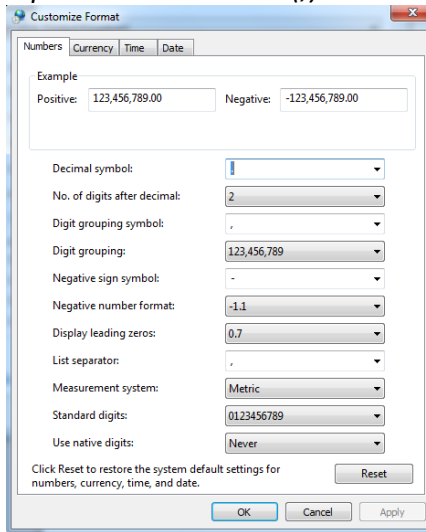 Customize Format
Numbers Currency Time Date
Example
Positive: 123,456,789.00 Negative: -123,456,789.00
Decimal symbol: .
No. of digits after decimal: 2
Digit grouping symbol: ,
Digit grouping: 123,456,789
Negative sign symbol: -
Negative number format: -1.1
Display leading zeros: 0.7
List separator: ,
Measurement system: Metric
Standard digits: 0123456789
Use native digits: Never
Click Reset to restore the system default settings for
numbers, currency, time, and date. Reset
OK Cancel Apply